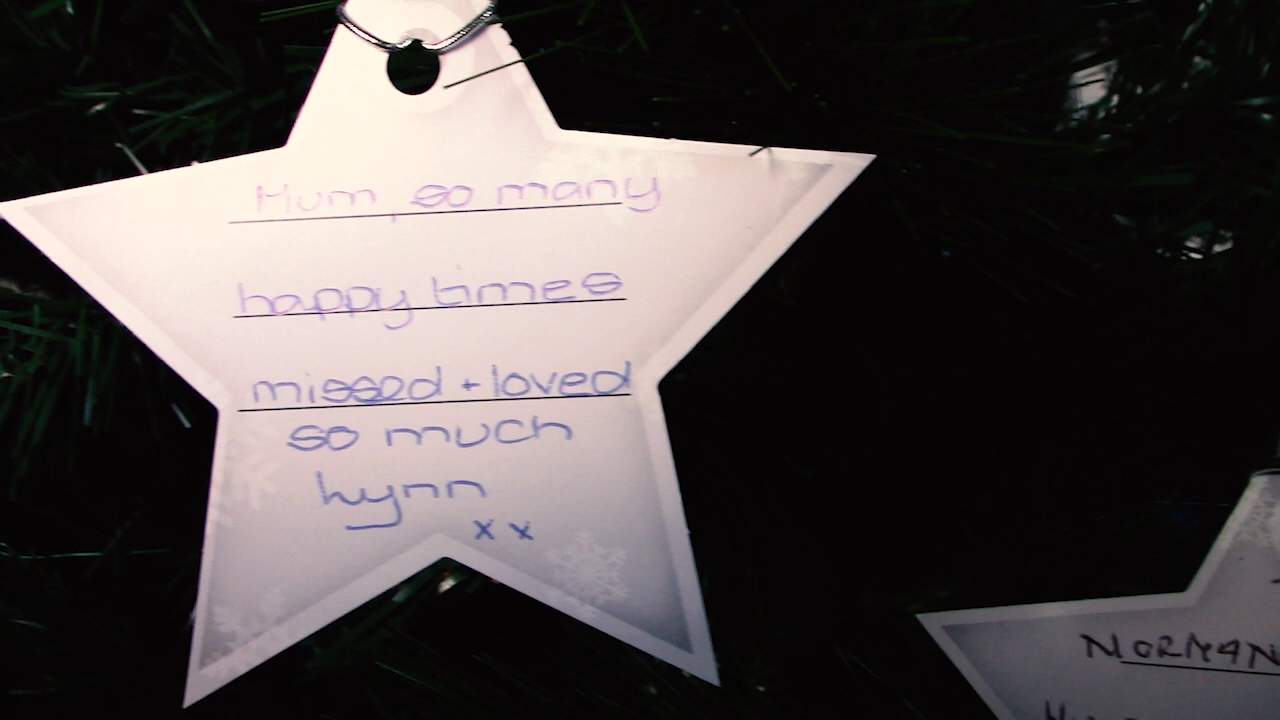 Mum, so many
happy times
missed + loved
so much
Lynn
x x
NORMAN